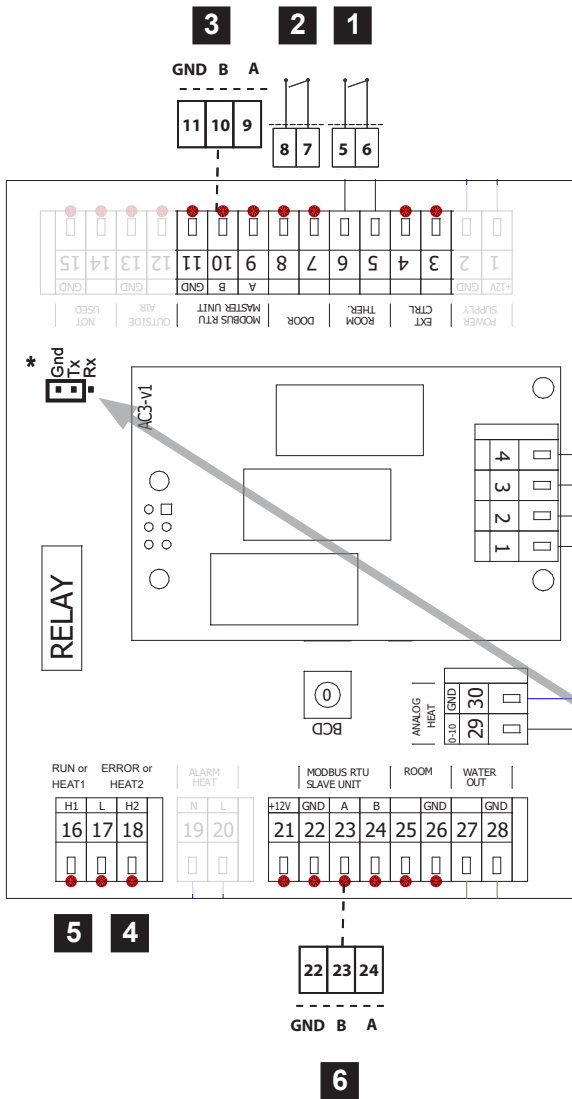 3 2 1
GND B A
11 10 9
8 7
5 6
15 14 13 12 11 10 9 8 7 6 5 4 3 2 1
GND GND GND B A GND +12V
NOT USED
OUTSIDE AIR
MODBUS RTU MASTER UNIT
DOOR
ROOM THER.
EXT CTRL
POWER SUPPLY
*
Gnd
Tx
Rx
AC3-v1
4
3
2
1
RELAY
0
BCD
ANALOG HEAT
GND 30
0-10 29
RUN or HEAT1
ERROR or HEAT2
ALARM HEAT
MODBUS RTU SLAVE UNIT
ROOM
WATER OUT
H1 L H2 N L +12V GND A B GND GND
16 17 18 19 20 21 22 23 24 25 26 27 28
5 4
22 23 24
GND B A
6